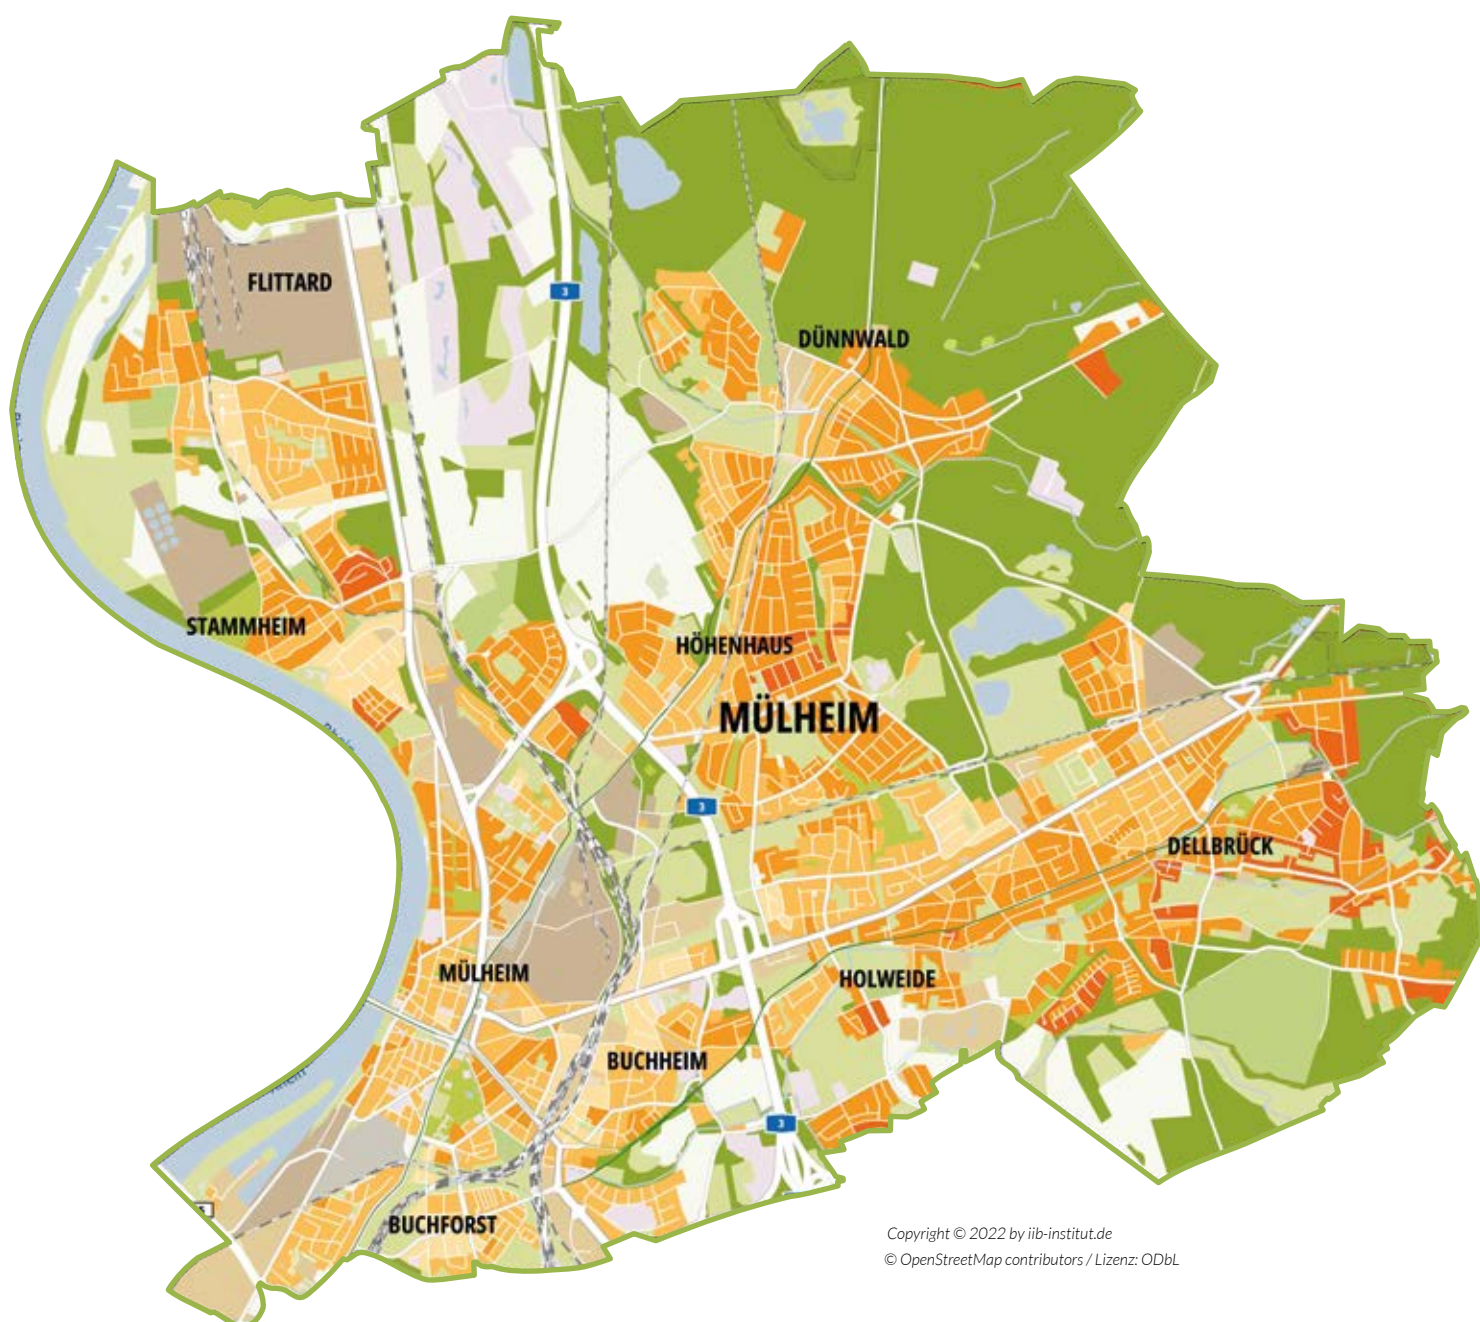 FLITTARD
3
DÜNNWALD
STAMMHEIM
HÖHENHAUS
MÜLHEIM
3
DELLBRÜCK
MÜLHEIM
HOLWEIDE
BUCHHEIM
3
BUCHFORST
Copyright © 2022 by iib-institut.de
© OpenStreetMap contributors / Lizenz: ODbL